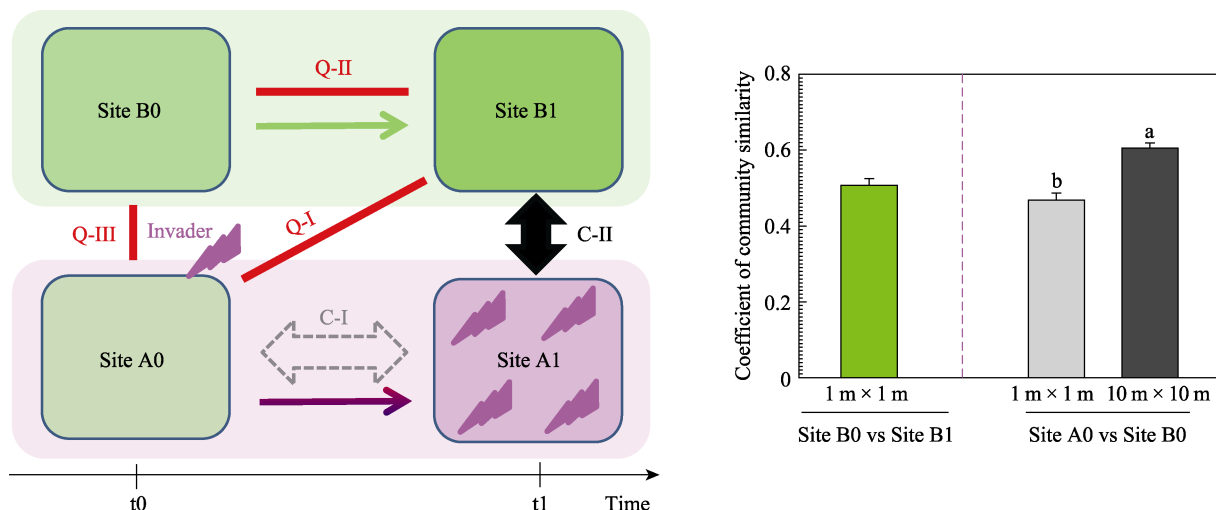 Site B0
Q-II
Site B1
Q-III
Invader
Q-I
C-II
Site A0
C-I
Site A1
t0
t1
Time
Coefficient of community similarity
0.8
0.6
0.4
0.2
0
b
a
1 m × 1 m
1 m × 1 m
10 m × 10 m
Site B0 vs Site B1
Site A0 vs Site B0